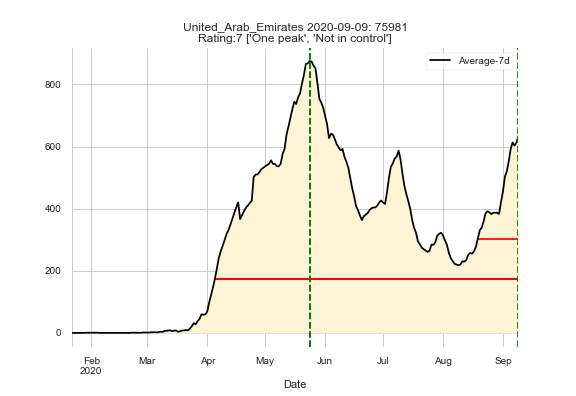 United_Arab_Emirates 2020-09-09: 75981
Rating:7 ['One peak', 'Not in control']
Average-7d
800
600
400
200
0
Feb Mar Apr May Jun Jul Aug Sep
2020
Date